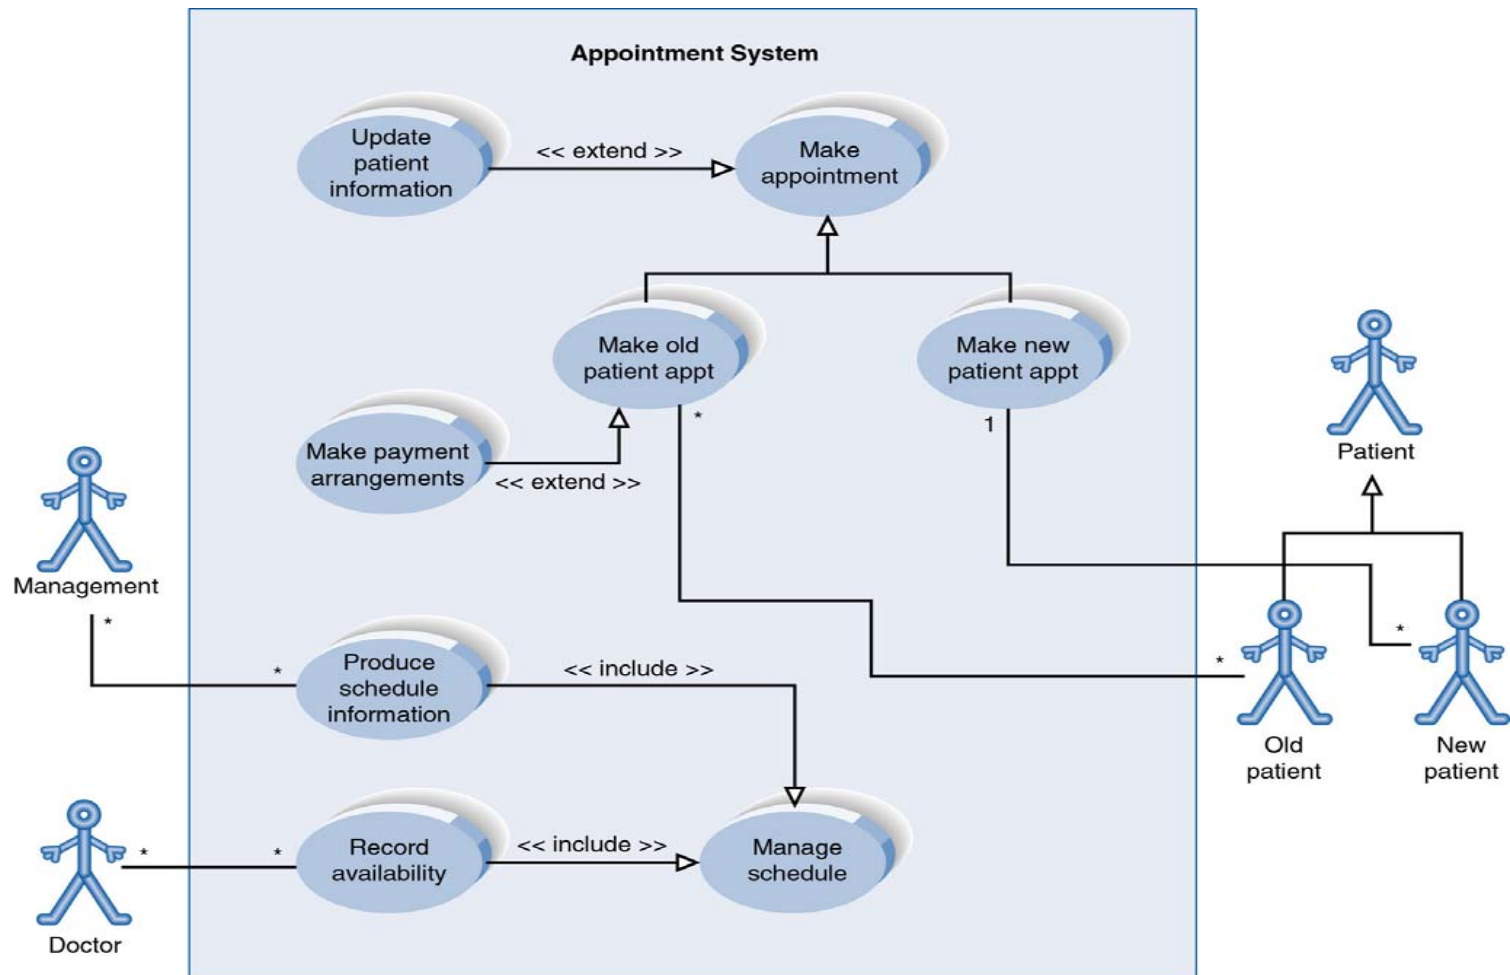 Appointment System
Update
patient
information
<< extend >>
Make
appointment
Make old
patient appt
Make new
patient appt
*
1
Make payment
arrangements
<< extend >>
Patient
Management
*
*
Produce
schedule
information
<< include >>
*
*
Old
patient
New
patient
Doctor
*
*
Record
availability
<< include >>
Manage
schedule